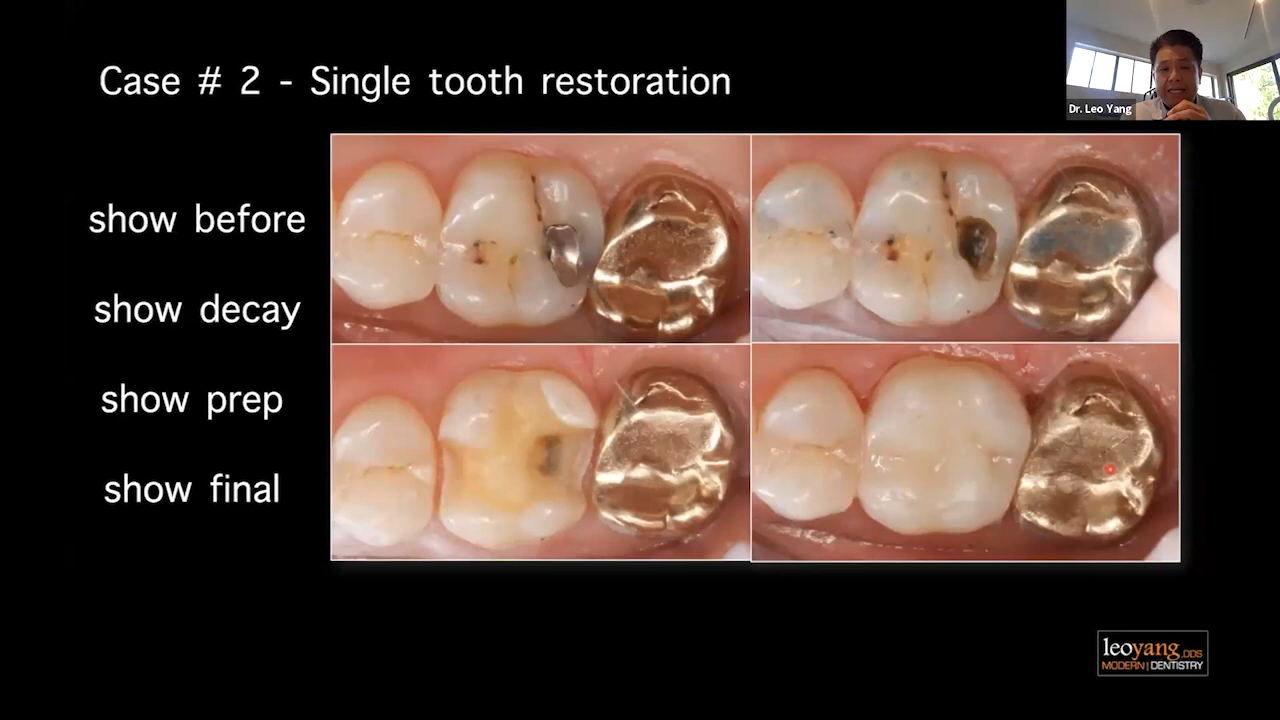 Case # 2 - Single tooth restoration
Dr. Leo Yang
show before
show decay
show prep
show final
leoyang.DDS
MODERN | DENTISTRY